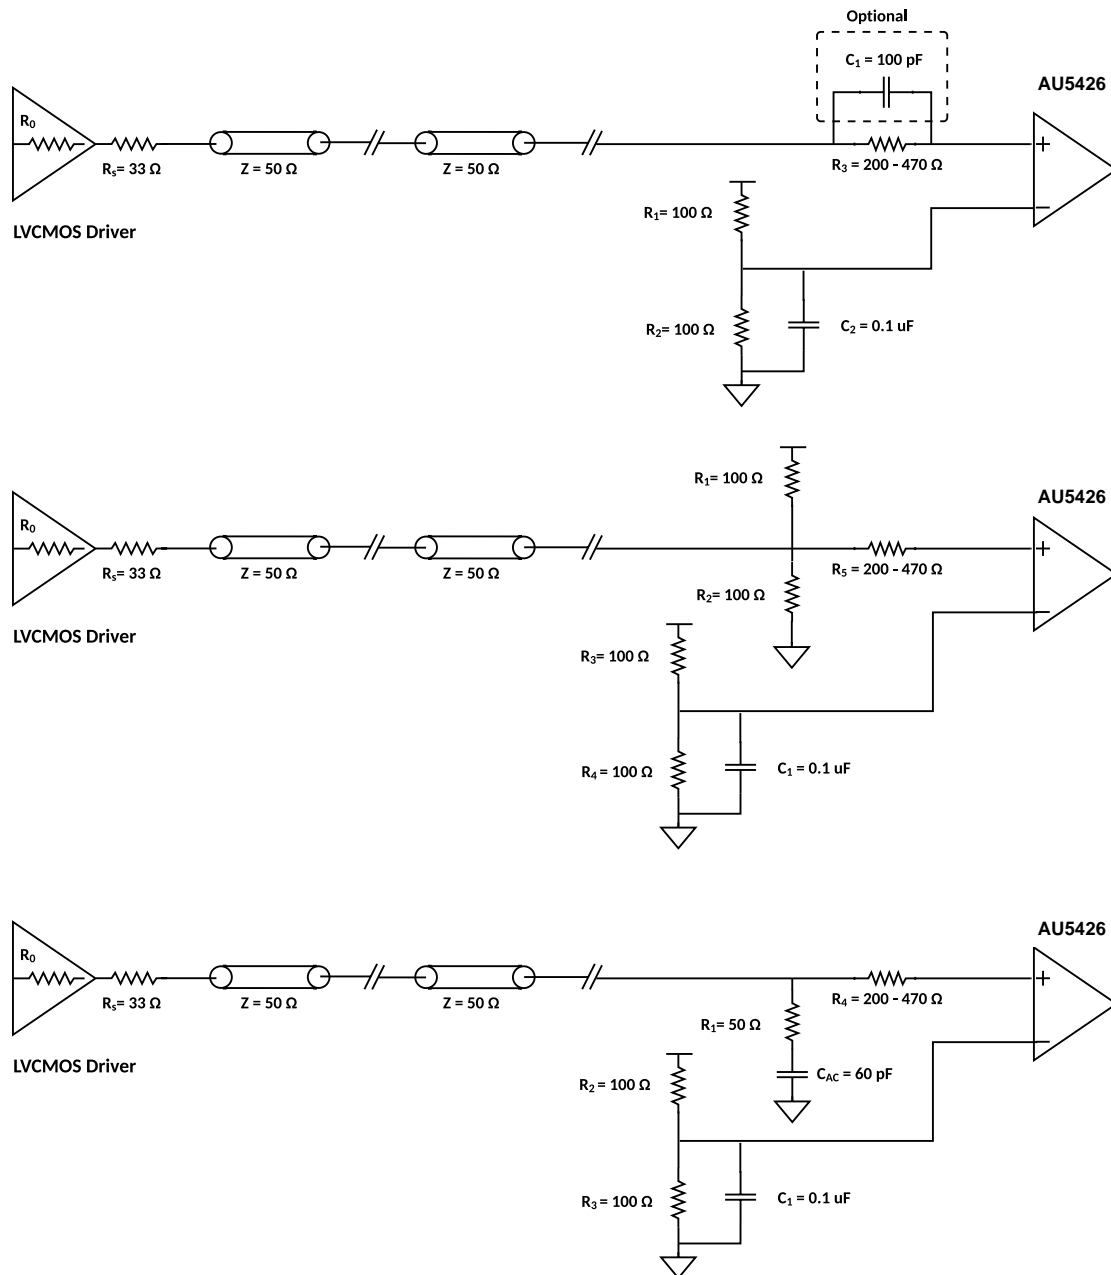 Optional
C₁ = 100 pF
AU5426
R₀
Rₛ= 33 Ω
Z = 50 Ω
Z = 50 Ω
R₃ = 200 - 470 Ω
+
−
R₁= 100 Ω
LVCMOS Driver
R₂= 100 Ω
C₂ = 0.1 uF
R₁= 100 Ω
AU5426
R₀
Rₛ= 33 Ω
Z = 50 Ω
Z = 50 Ω
R₅ = 200 - 470 Ω
+
−
R₂= 100 Ω
LVCMOS Driver
R₃= 100 Ω
R₄= 100 Ω
C₁ = 0.1 uF
AU5426
R₀
Rₛ= 33 Ω
Z = 50 Ω
Z = 50 Ω
R₄ = 200-470 Ω
+
−
R₁= 50 Ω
LVCMOS Driver
C_AC = 60 pF
R₂= 100 Ω
R₃= 100 Ω
C₁ = 0.1 uF